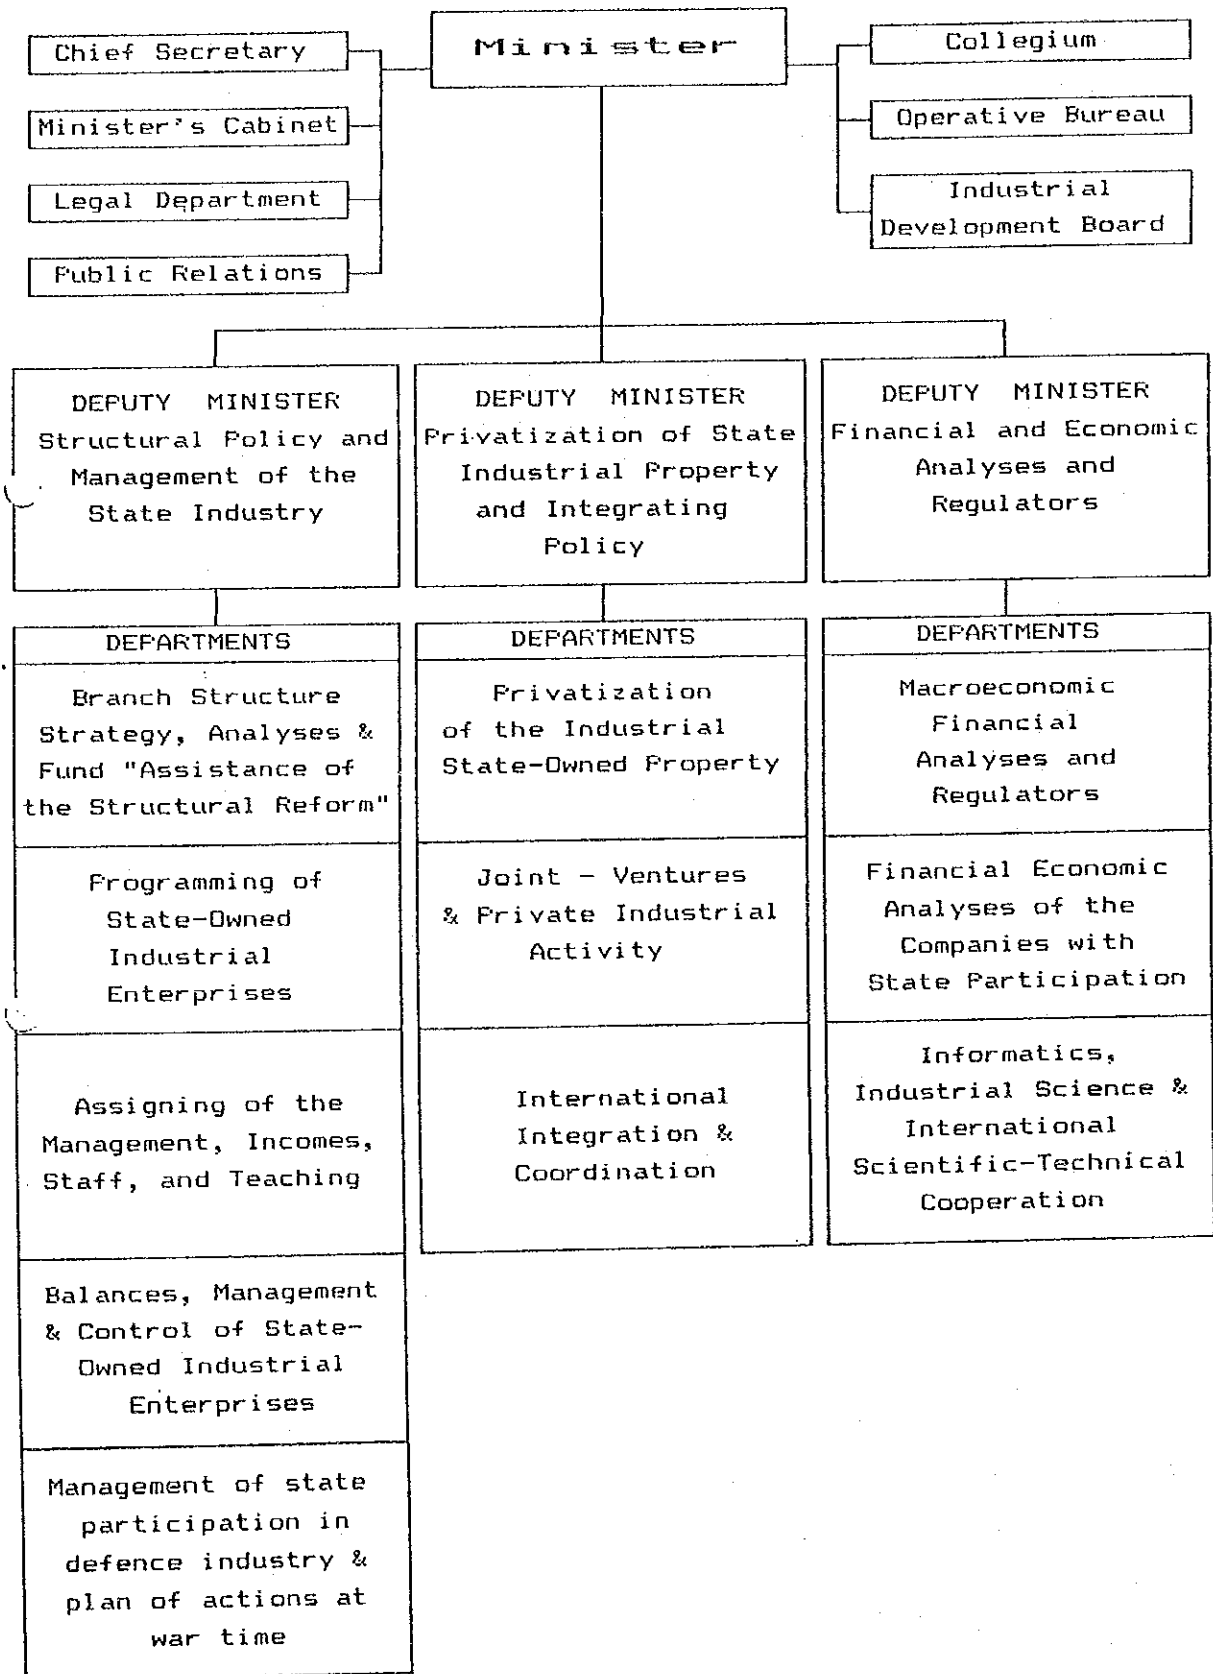 Minister
Chief Secretary
Minister's Cabinet
Legal Department
Public Relations
Collegium
Operative Bureau
Industrial
Development Board
DEPUTY MINISTER
Structural Policy and
Management of the
State Industry
DEPUTY MINISTER
Privatization of State
Industrial Property
and Integrating
Policy
DEPUTY MINISTER
Financial and Economic
Analyses and
Regulators
DEPARTMENTS
Branch Structure
Strategy, Analyses &
Fund "Assistance of
the Structural Reform"
Programming of
State-Owned
Industrial
Enterprises
Assigning of the
Management, Incomes,
Staff, and Teaching
Balances, Management
& Control of State-
Owned Industrial
Enterprises
Management of state
participation in
defence industry &
plan of actions at
war time
DEPARTMENTS
Privatization
of the Industrial
State-Owned Property
Joint - Ventures
& Private Industrial
Activity
International
Integration &
Coordination
DEPARTMENTS
Macroeconomic
Financial
Analyses and
Regulators
Financial Economic
Analyses of the
Companies with
State Participation
Informatics,
Industrial Science &
International
Scientific-Technical
Cooperation